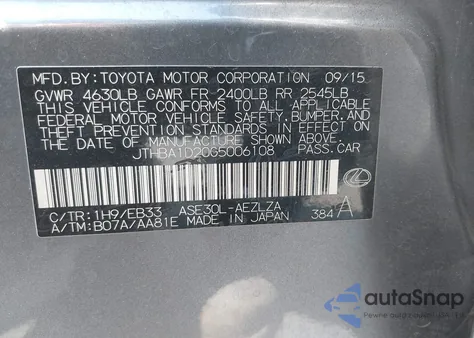 MFD.BY: TOYOTA MOTOR CORPORATION 09/15
GVWR 4630LB GAWR FR 2400LB RR 2545LB
THIS VEHICLE CONFORMS TO ALL APPLICABLE
FEDERAL MOTOR VEHICLE SAFETY, BUMPER, AND
THEFT PREVENTION STANDARDS IN EFFECT ON
THE DATE OF MANUFACTURE SHOWN ABOVE.
JTHBA1D20G5006108 PASS.CAR
C/TR: 1H9/EB33 ASE30L-AEZLZA
A/TM: B07A/AA81E MADE IN JAPAN 384 A
autoSnap